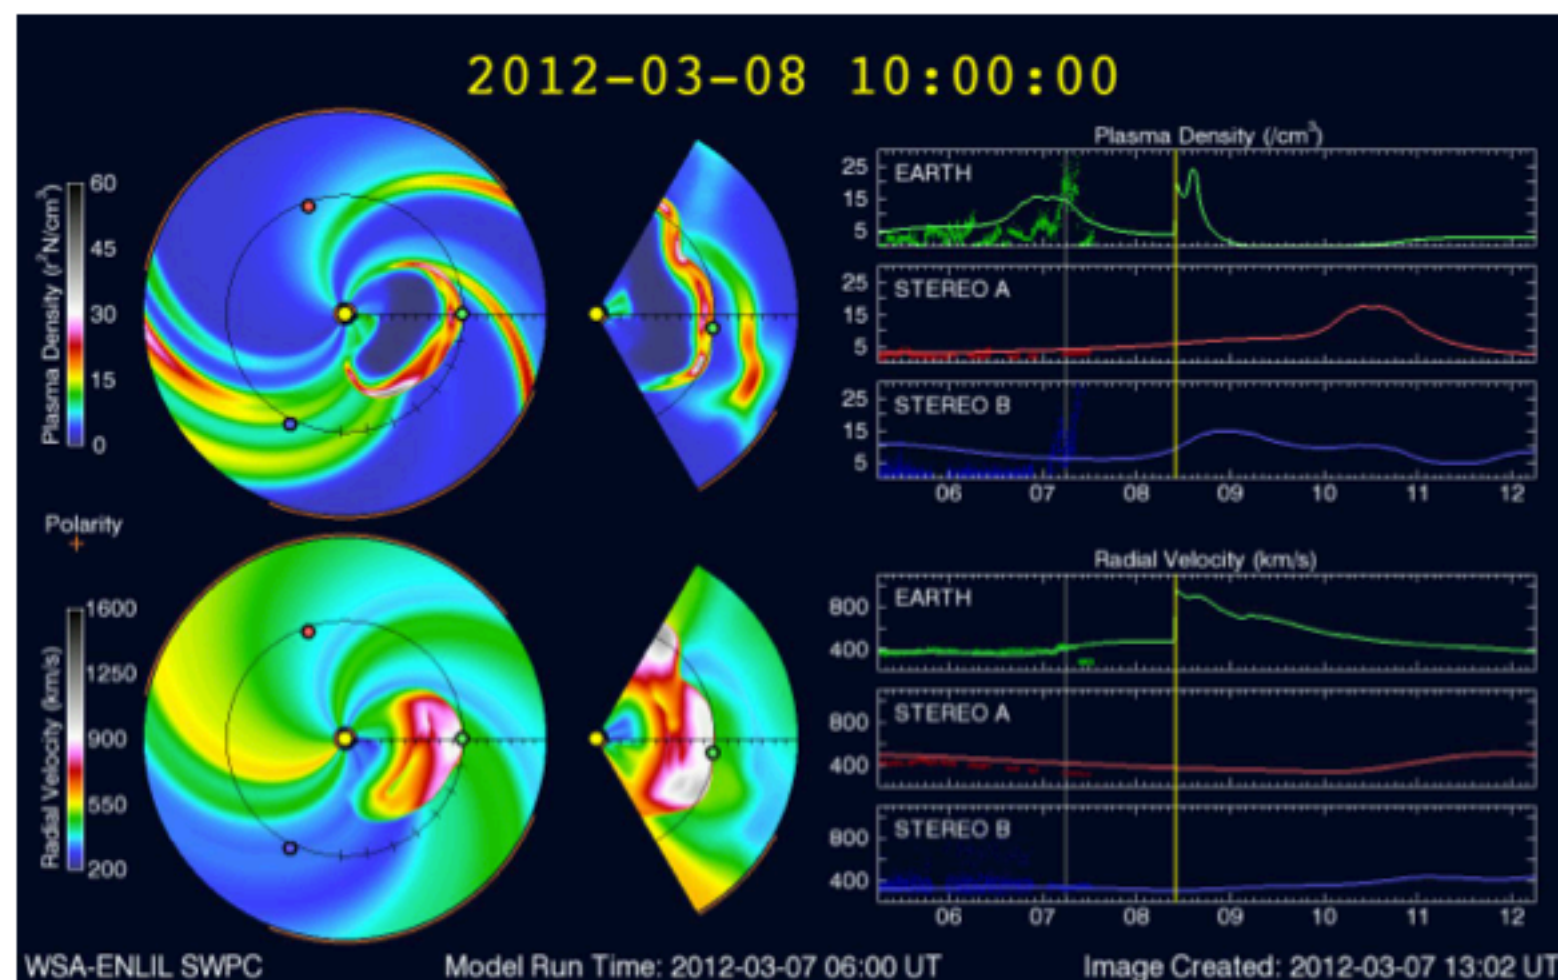 2012-03-08 10:00:00
Plasma Density (r²N/cm³)
60
45
30
15
0
Plasma Density (/cm³)
EARTH
25
15
5
STEREO A
25
15
5
STEREO B
25
15
5
06 07 08 09 10 11 12
Polarity
+
Radial Velocity (km/s)
1600
1250
900
550
200
Radial Velocity (km/s)
EARTH
800
400
STEREO A
800
400
STEREO B
800
400
06 07 08 09 10 11 12
WSA-ENLIL SWPC Model Run Time: 2012-03-07 06:00 UT Image Created: 2012-03-07 13:02 UT